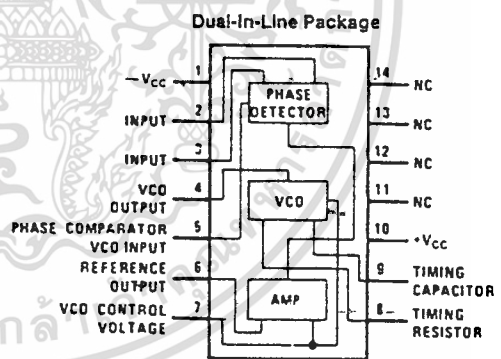 Dual-In-Line Package
–VCC 1
INPUT 2
INPUT 3
VCO OUTPUT 4
PHASE COMPARATOR VCO INPUT 5
REFERENCE OUTPUT 6
VCO CONTROL VOLTAGE 7
PHASE DETECTOR
VCO
AMP
14 NC
13 NC
12 NC
11 NC
10 +VCC
9 TIMING CAPACITOR
8 TIMING RESISTOR